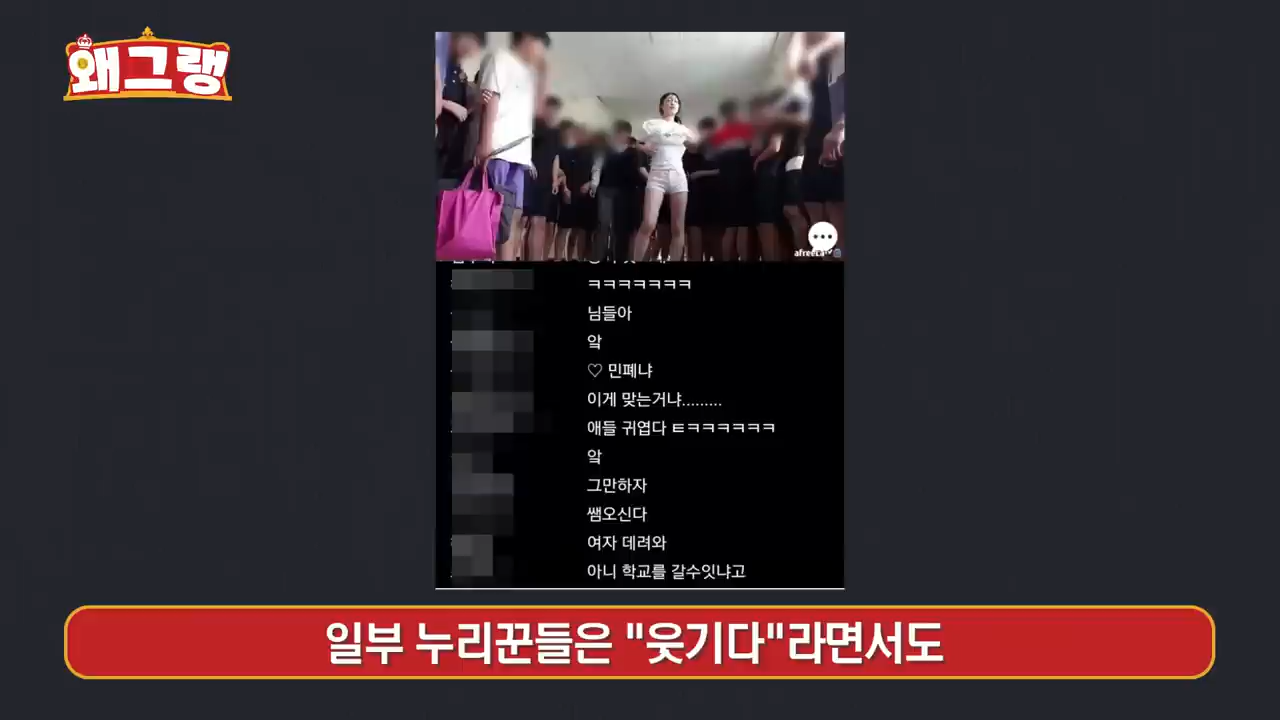 왜그랭
ㅋㅋㅋㅋㅋㅋㅋ
님들아
앜
♡ 민폐냐
이게 맞는거냐.........
애들 귀엽다 ㅌㅋㅋㅋㅋㅋㅋ
앜
그만하자
쌤오신다
여자 데려와
아니 학교를 갈수잇냐고
일부 누리꾼들은 "웃기다"라면서도